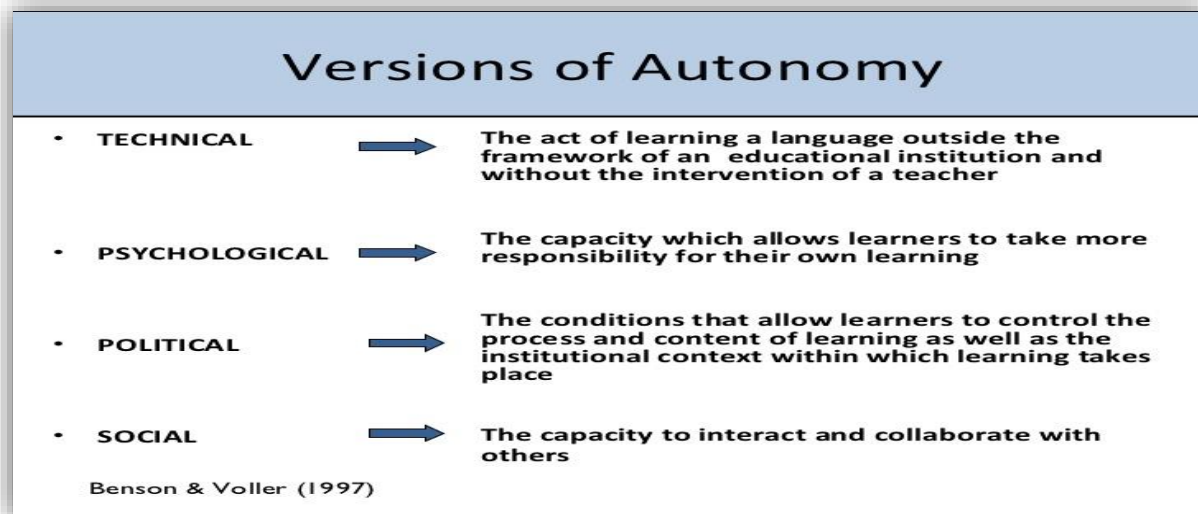 Versions of Autonomy
• TECHNICAL
The act of learning a language outside the
framework of an educational institution and
without the intervention of a teacher
• PSYCHOLOGICAL
The capacity which allows learners to take more
responsibility for their own learning
• POLITICAL
The conditions that allow learners to control the
process and content of learning as well as the
institutional context within which learning takes
place
• SOCIAL
The capacity to interact and collaborate with
others
Benson & Voller (1997)